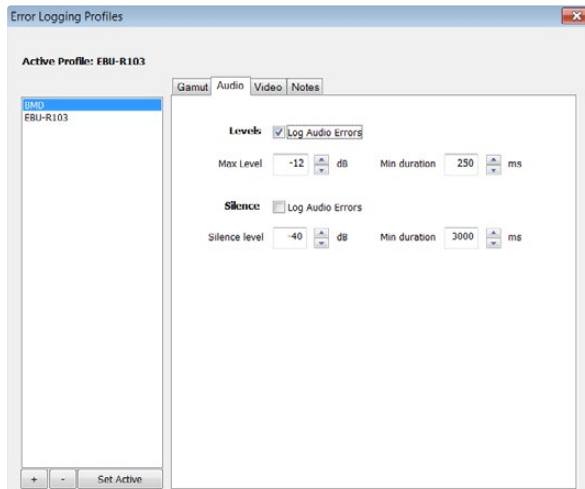 Error Logging Profiles
Active Profile: EBU-R103
Gamut Audio Video Notes
BMD
EBU-R103
Levels Log Audio Errors
Max Level -12 dB Min duration 250 ms
Silence Log Audio Errors
Silence level -40 dB Min duration 3000 ms
+ - Set Active